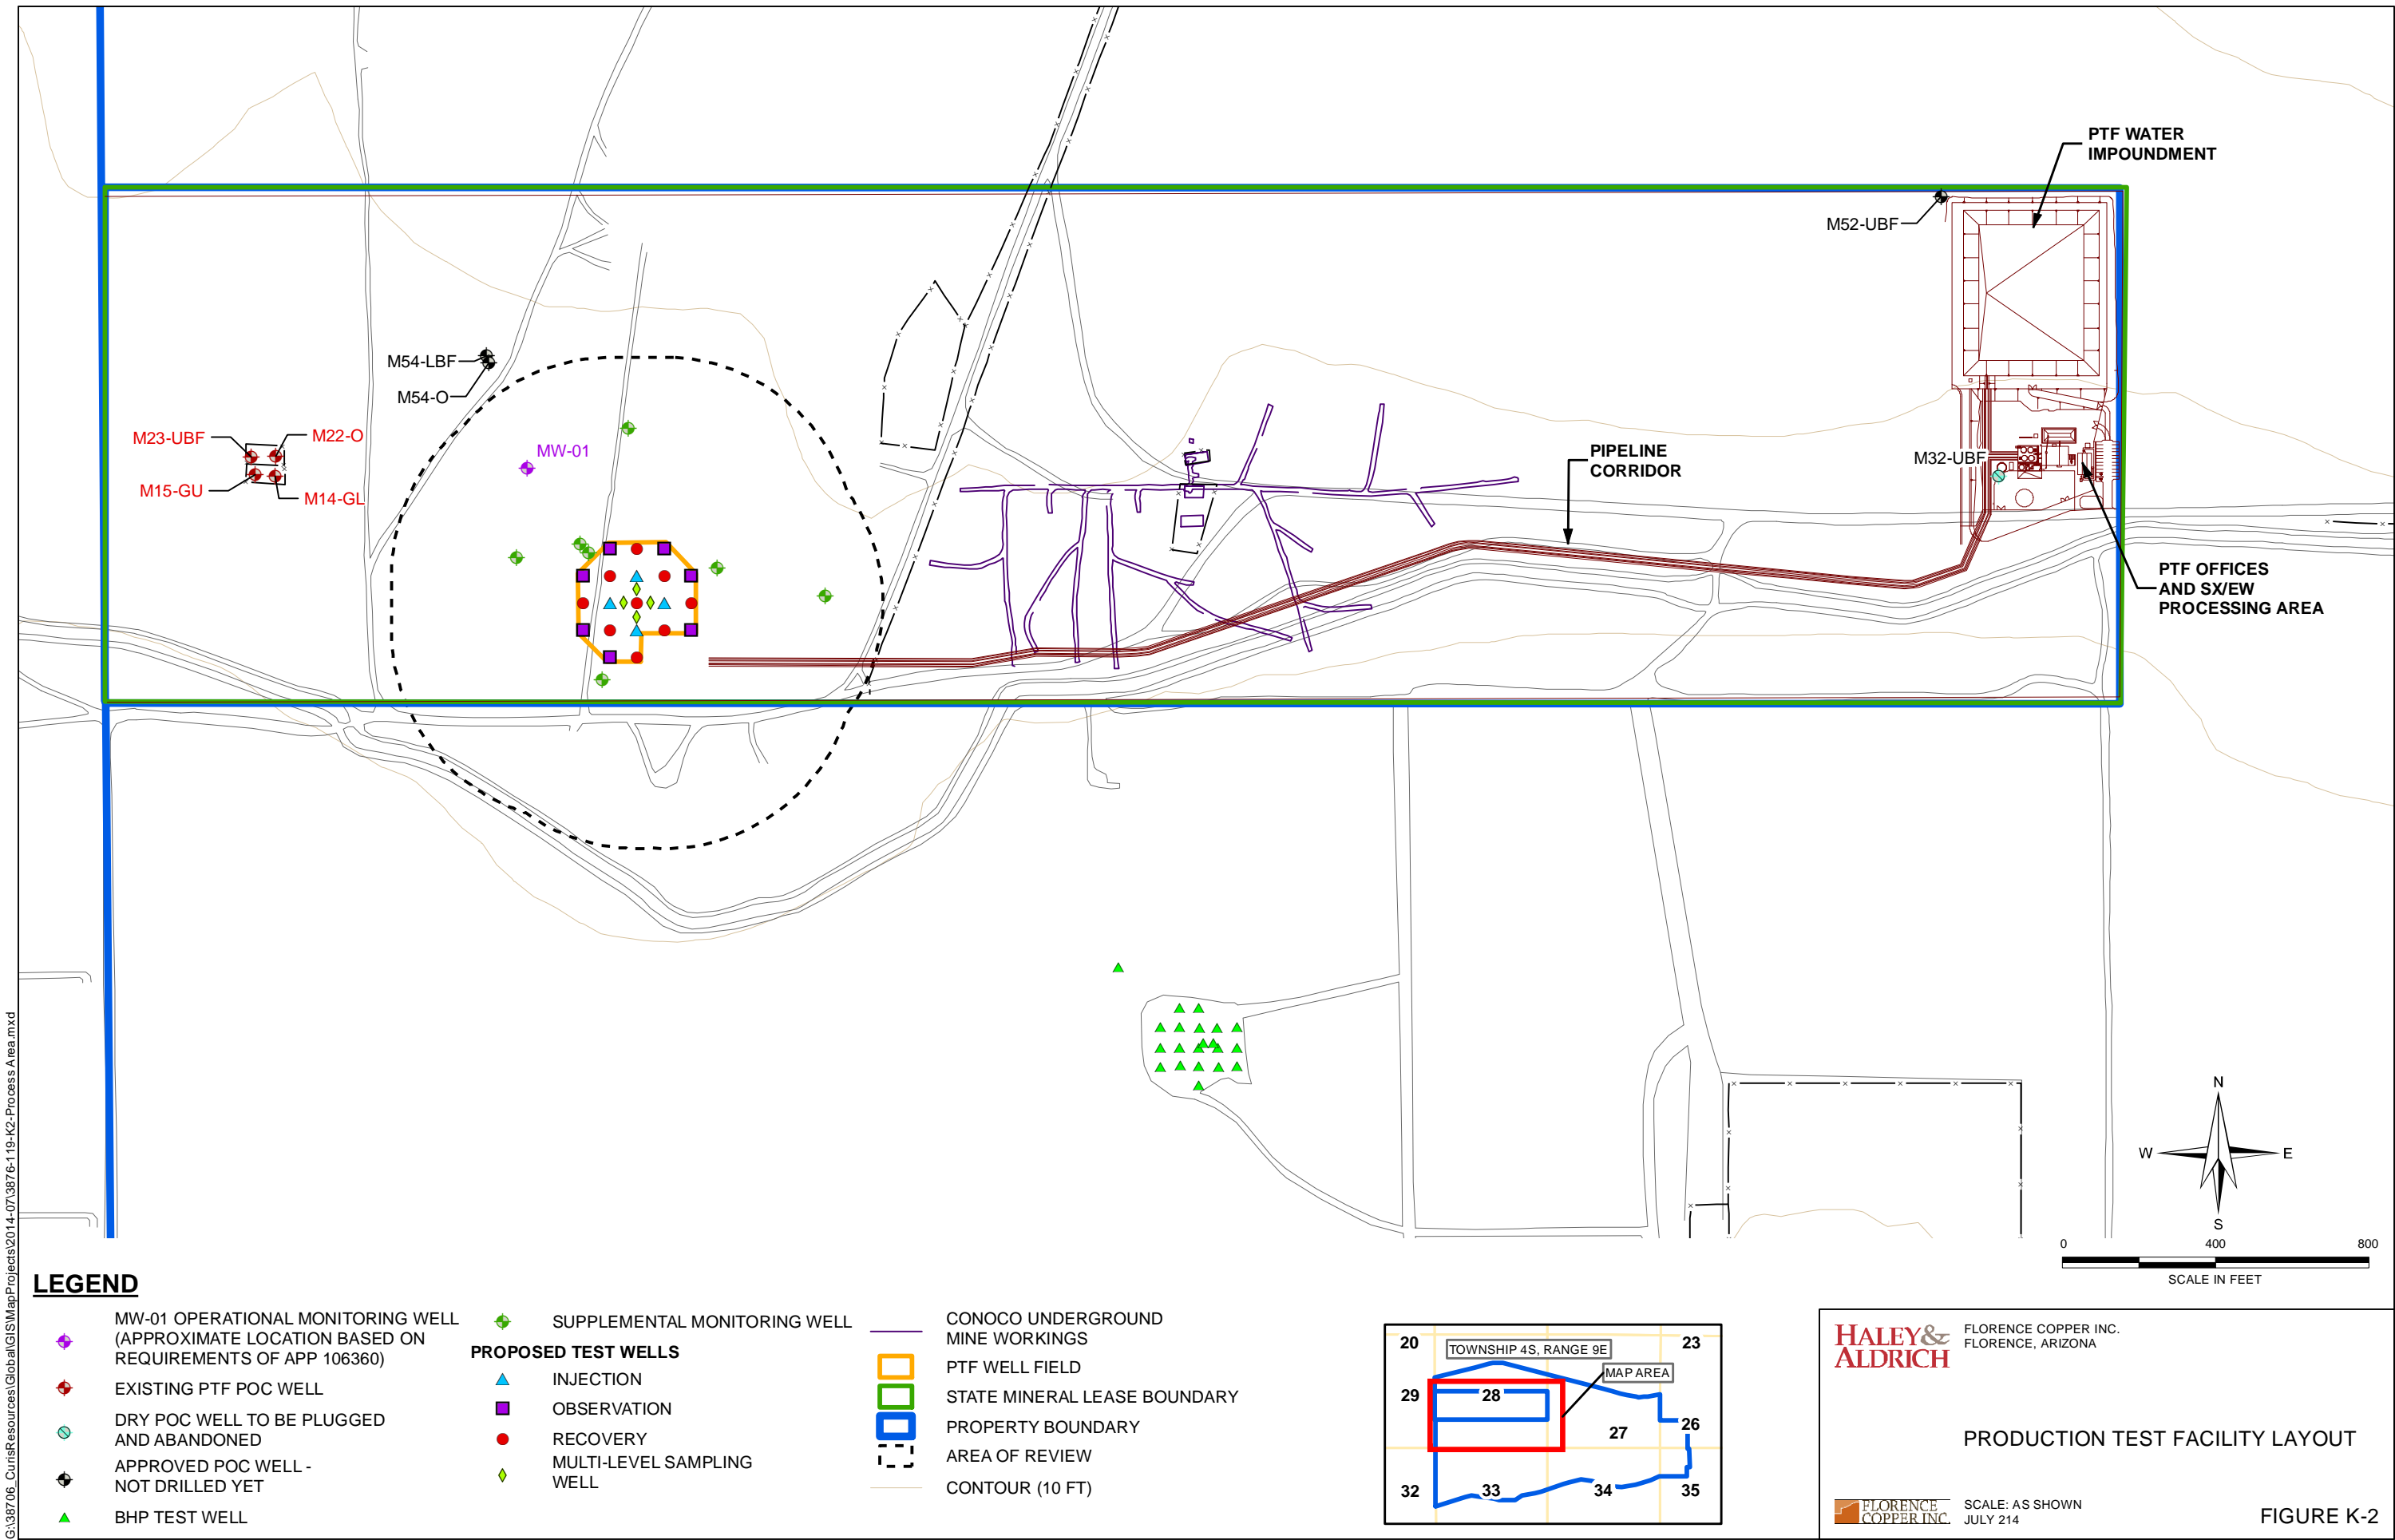 PTF WATER
IMPOUNDMENT
M52-UBF
M54-LBF
M54-O
M23-UBF
M22-O
M15-GU
M14-GL
MW-01
PIPELINE
CORRIDOR
M32-UBF
PTF OFFICES
AND SX/EW
PROCESSING AREA
N
W
E
S
0 400 800
SCALE IN FEET
G:\38706_CurisResources\Global\GIS\MapProjects\2014-07\3876-119-K2-Process Area.mxd
LEGEND
MW-01 OPERATIONAL MONITORING WELL
(APPROXIMATE LOCATION BASED ON
REQUIREMENTS OF APP 106360)
EXISTING PTF POC WELL
DRY POC WELL TO BE PLUGGED
AND ABANDONED
APPROVED POC WELL -
NOT DRILLED YET
BHP TEST WELL
SUPPLEMENTAL MONITORING WELL
PROPOSED TEST WELLS
INJECTION
OBSERVATION
RECOVERY
MULTI-LEVEL SAMPLING
WELL
CONOCO UNDERGROUND
MINE WORKINGS
PTF WELL FIELD
STATE MINERAL LEASE BOUNDARY
PROPERTY BOUNDARY
AREA OF REVIEW
CONTOUR (10 FT)
20
23
TOWNSHIP 4S, RANGE 9E
MAP AREA
29
28
26
27
32
33
34
35
HALEY&
ALDRICH
FLORENCE COPPER INC.
FLORENCE, ARIZONA
PRODUCTION TEST FACILITY LAYOUT
FLORENCE
COPPER INC.
SCALE: AS SHOWN
JULY 214
FIGURE K-2